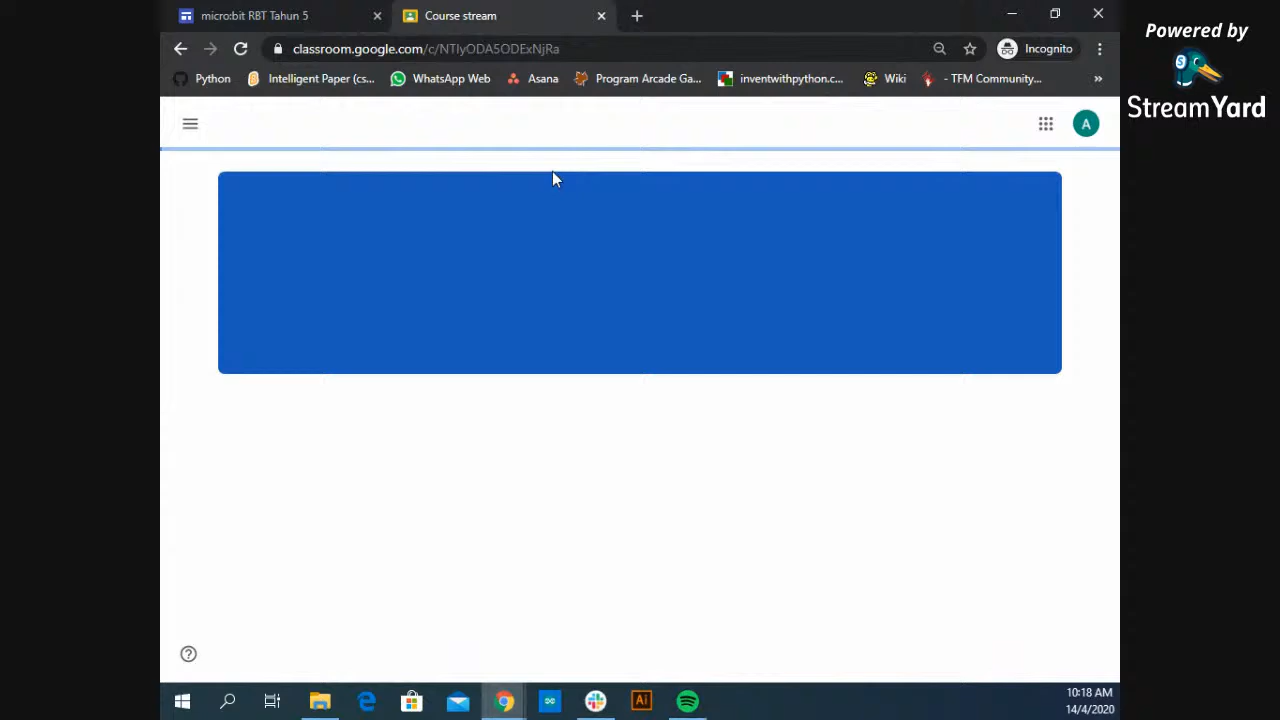 micro:bit RBT Tahun 5
Course stream
Powered by
StreamYard
classroom.google.com/c/NTIyODA5ODExNjRa
Incognito
Python
Intelligent Paper (cs...
WhatsApp Web
Asana
Program Arcade Ga...
inventwithpython.c...
Wiki
- TFM Community...
»
A
Ai
10:18 AM
14/4/2020